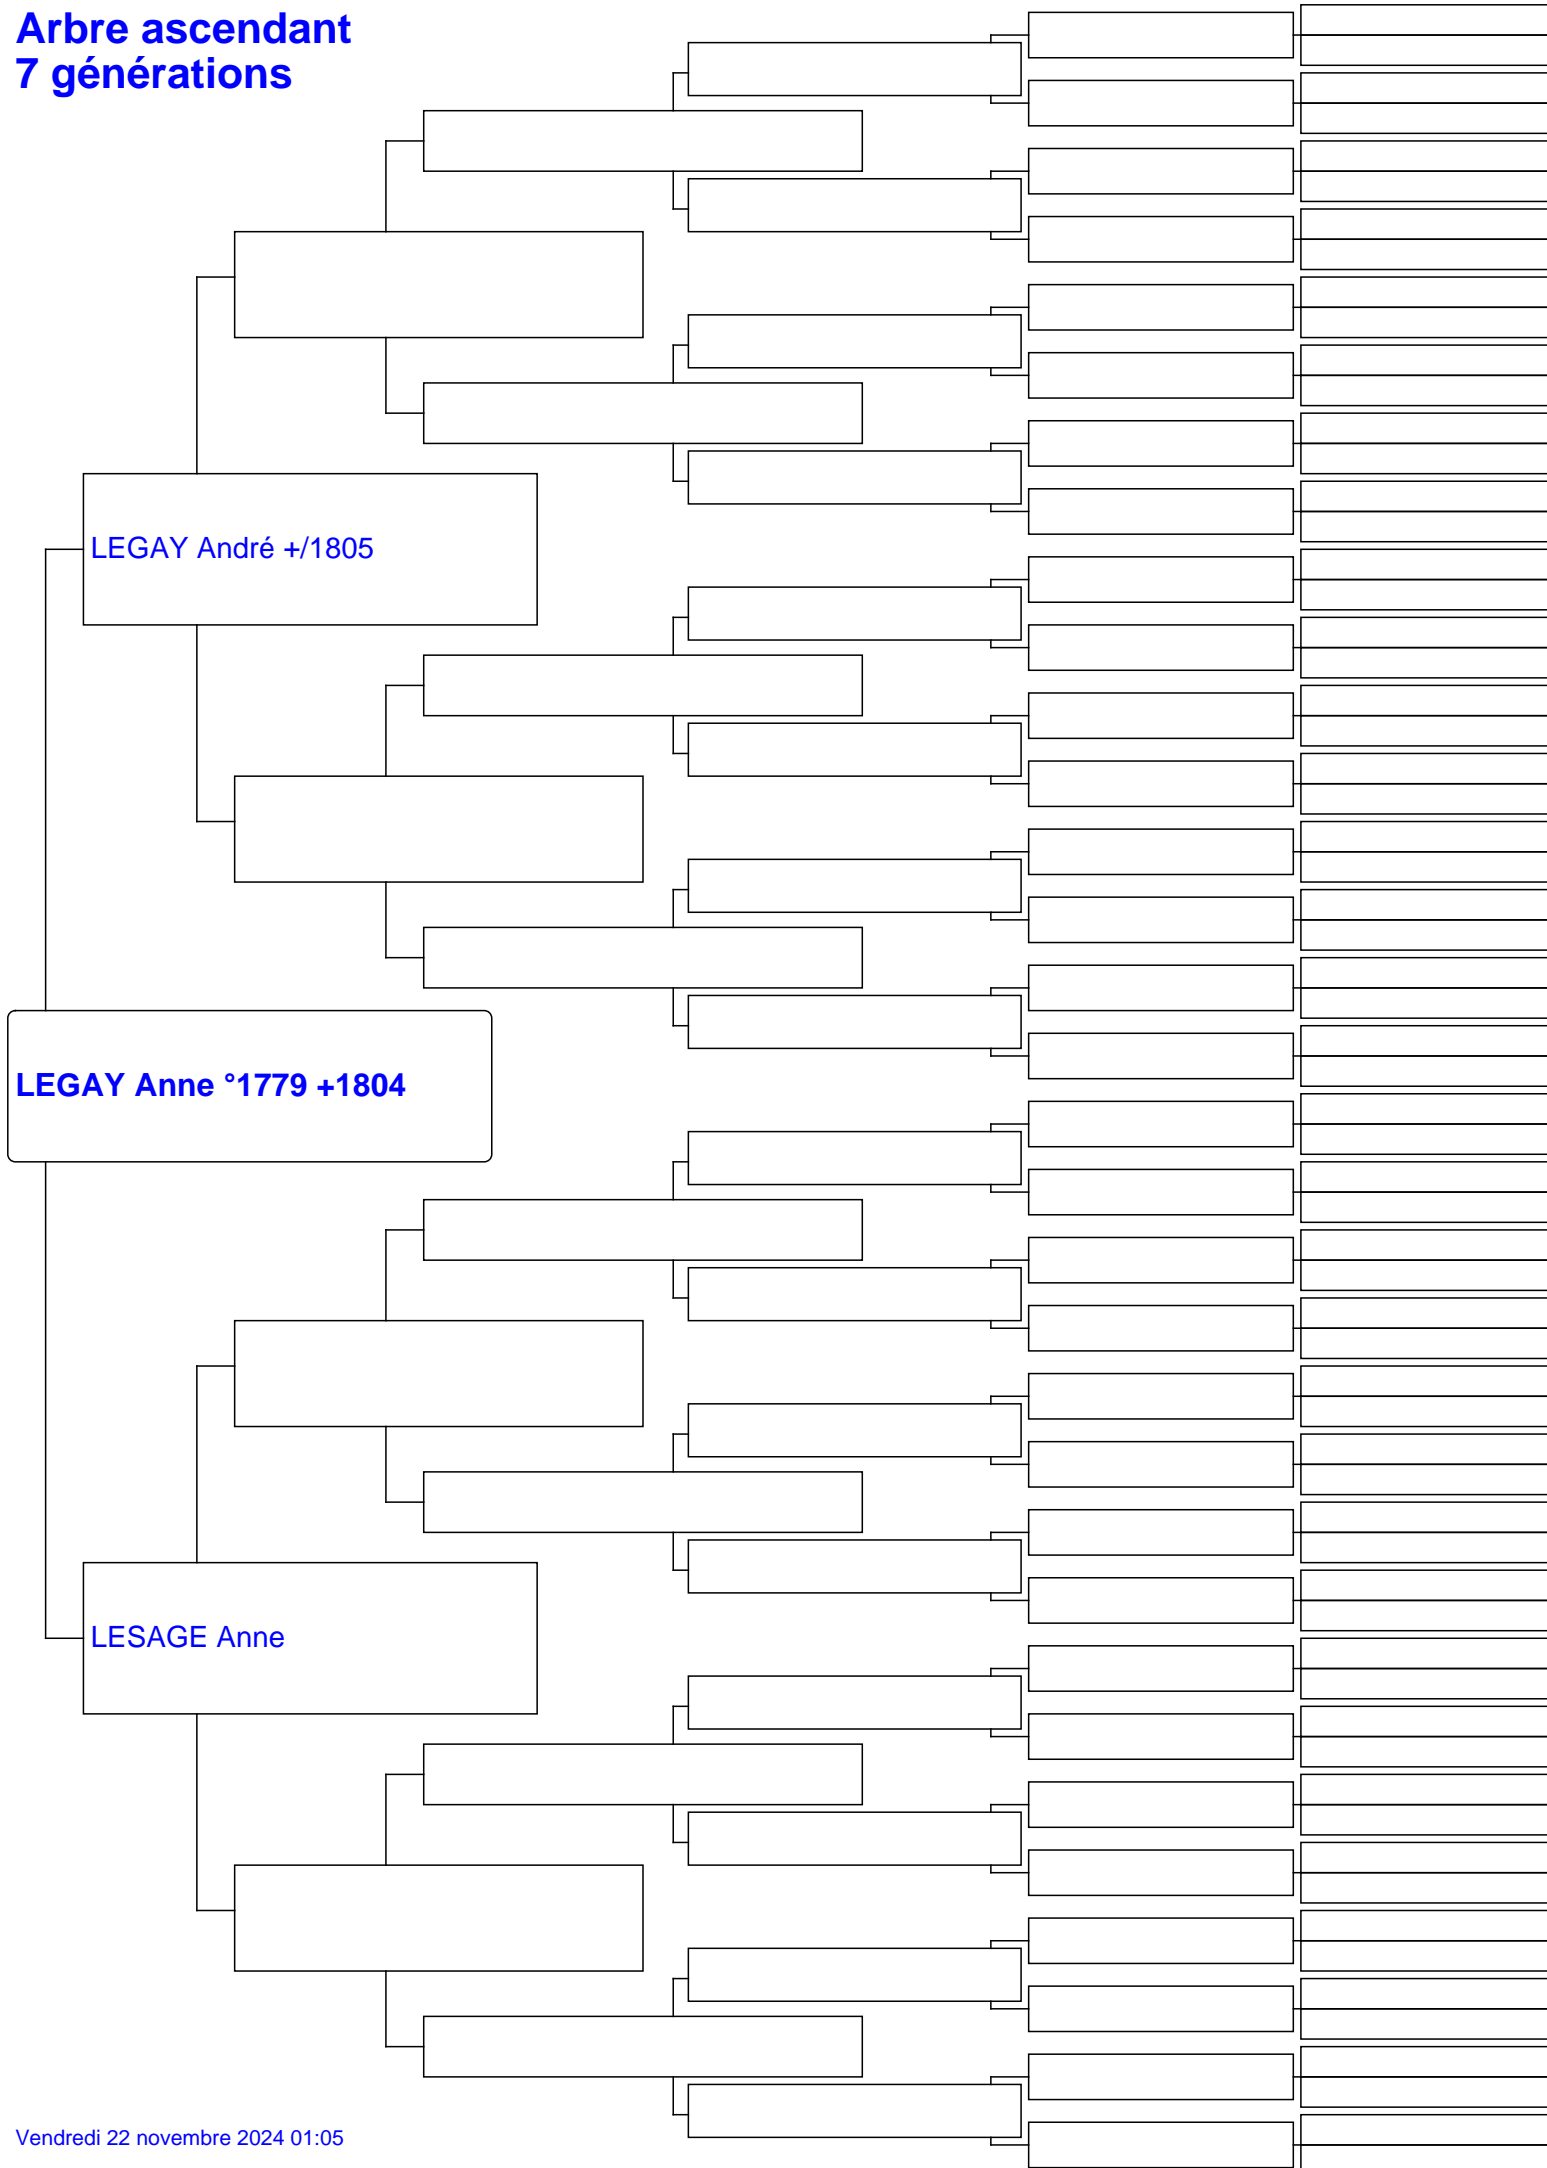 Arbre ascendant
7 générations
LEGAY André +/1805
LEGAY Anne °1779 +1804
LESAGE Anne
Vendredi 22 novembre 2024 01:05